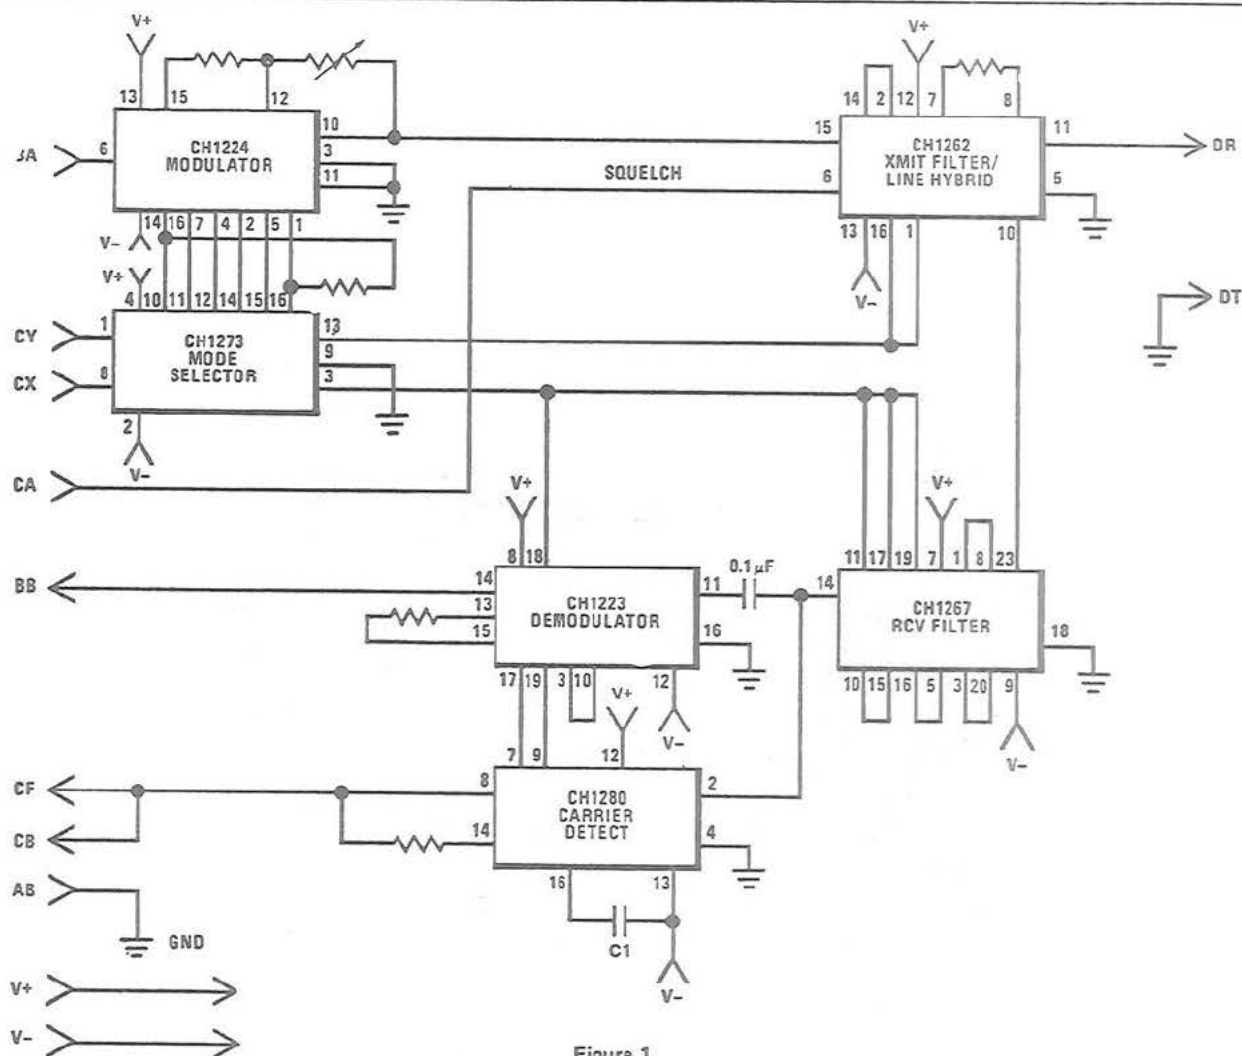 V+
13 15 12
BA
6
CH1224
MODULATOR
10
3
11
14 16 7 4 2 5 1
V-
V+
4 10 11 12 14 15 16
CY
1
CX
8
CH1273
MODE
SELECTOR
13
9
3
2
V-
CA
SQUELCH
V+
14 2 12 7 8
15
6
CH1262
XMIT FILTER/
LINE HYBRID
11
DR
5
13 16 1 10
V-
DT
V+
8 18
BB
14
13
15
CH1223
DEMODULATOR
11
0.1 µF
16
17 19 3 10 12
V+
V-
V+
11 17 19 7 1 8 23
14
CH1267
RCV FILTER
18
10 15 16 5 3 20 9
V-
7 9 12
CF
8
CB
14
CH1280
CARRIER
DETECT
2
4
16 13
C1
V-
AB
GND
V+
V-
Figure 1